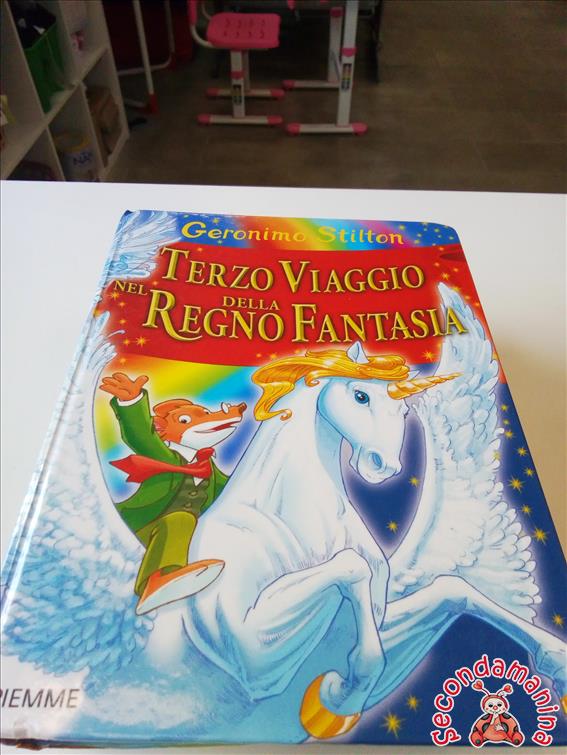 Geronimo Stilton
TERZO VIAGGIO
NEL DELLA
REGNO FANTASIA
PIEMME
Secondamanina